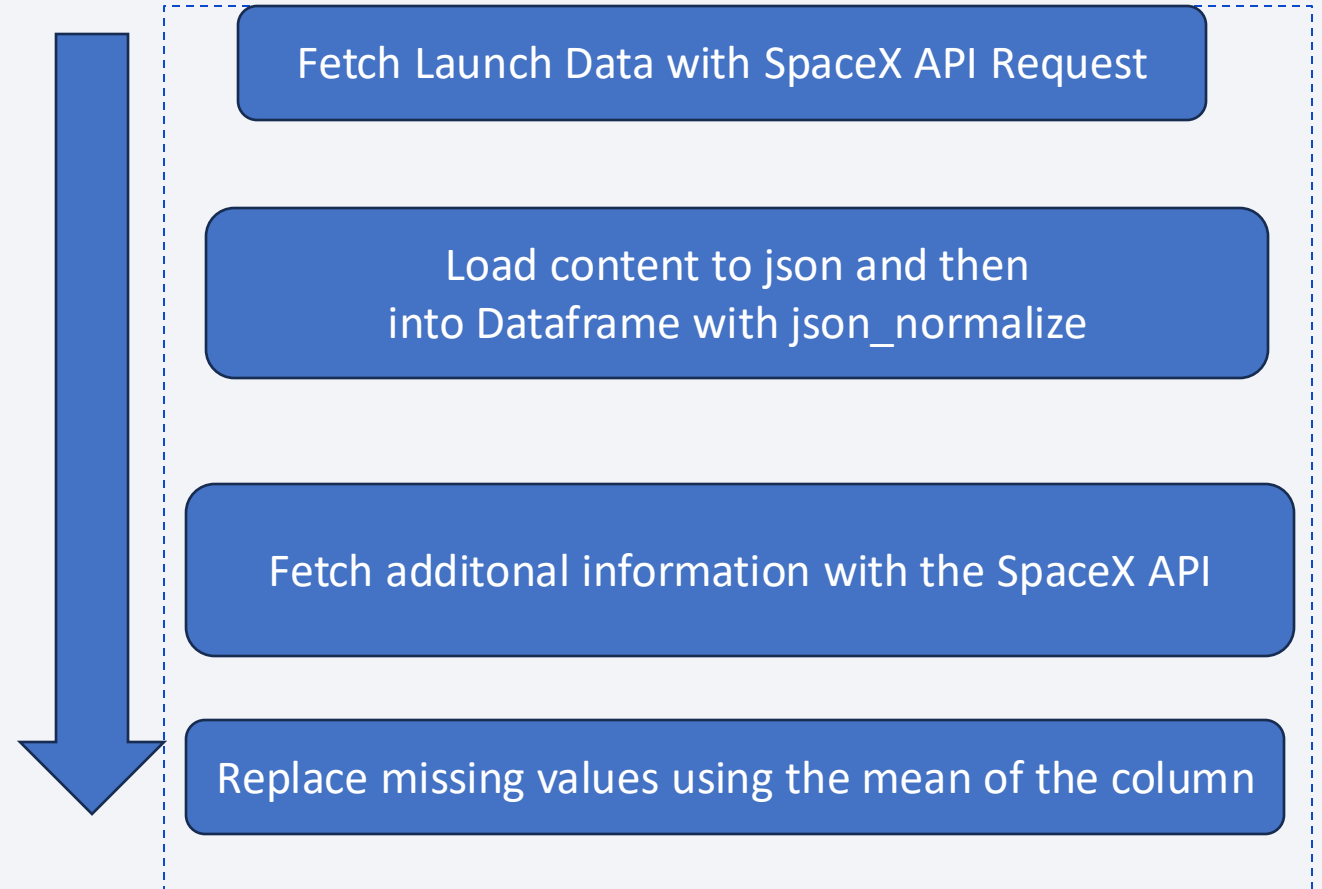 Fetch Launch Data with SpaceX API Request
Load content to json and then
into Dataframe with json_normalize
Fetch additonal information with the SpaceX API
Replace missing values using the mean of the column